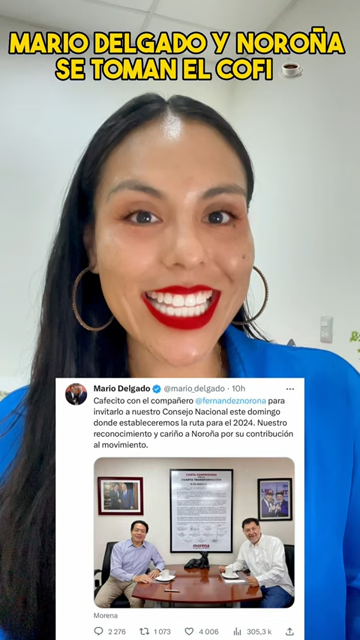 MARIO DELGADO Y NOROÑA
SE TOMAN EL COFI
Mario Delgado @mario_delgado · 10h
Cafecito con el compañero @fernandeznorona para
invitarlo a nuestro Consejo Nacional este domingo
donde estableceremos la ruta para el 2024. Nuestro
reconocimiento y cariño a Noroña por su contribución
al movimiento.
morena
Morena
2 276 1 073 4 006 305,3 k